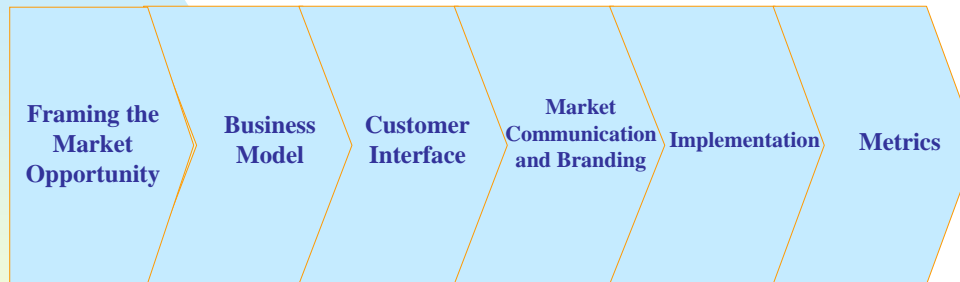 Framing the
Market
Opportunity
Business
Model
Customer
Interface
Market
Communication
and Branding
Implementation
Metrics